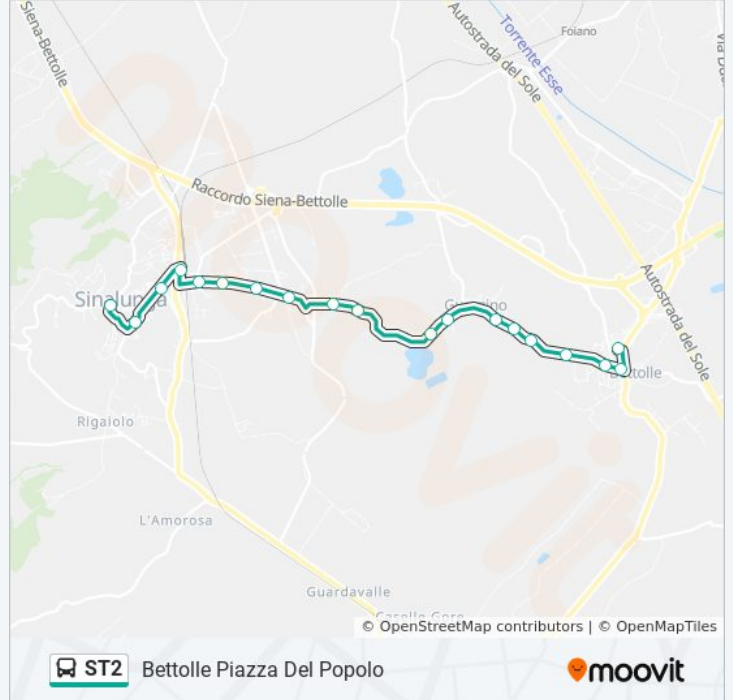 Siena-Bettolle
Autostrada del Sole
Torrente Esse
Foiano
Raccordo Siena-Bettolle
Sinalunga
Autostrada del Sole
Bettolle
Rigaiolo
L'Amorosa
Guardavalle
© OpenStreetMap contributors | © OpenMapTiles
ST2 Bettolle Piazza Del Popolo
moovit